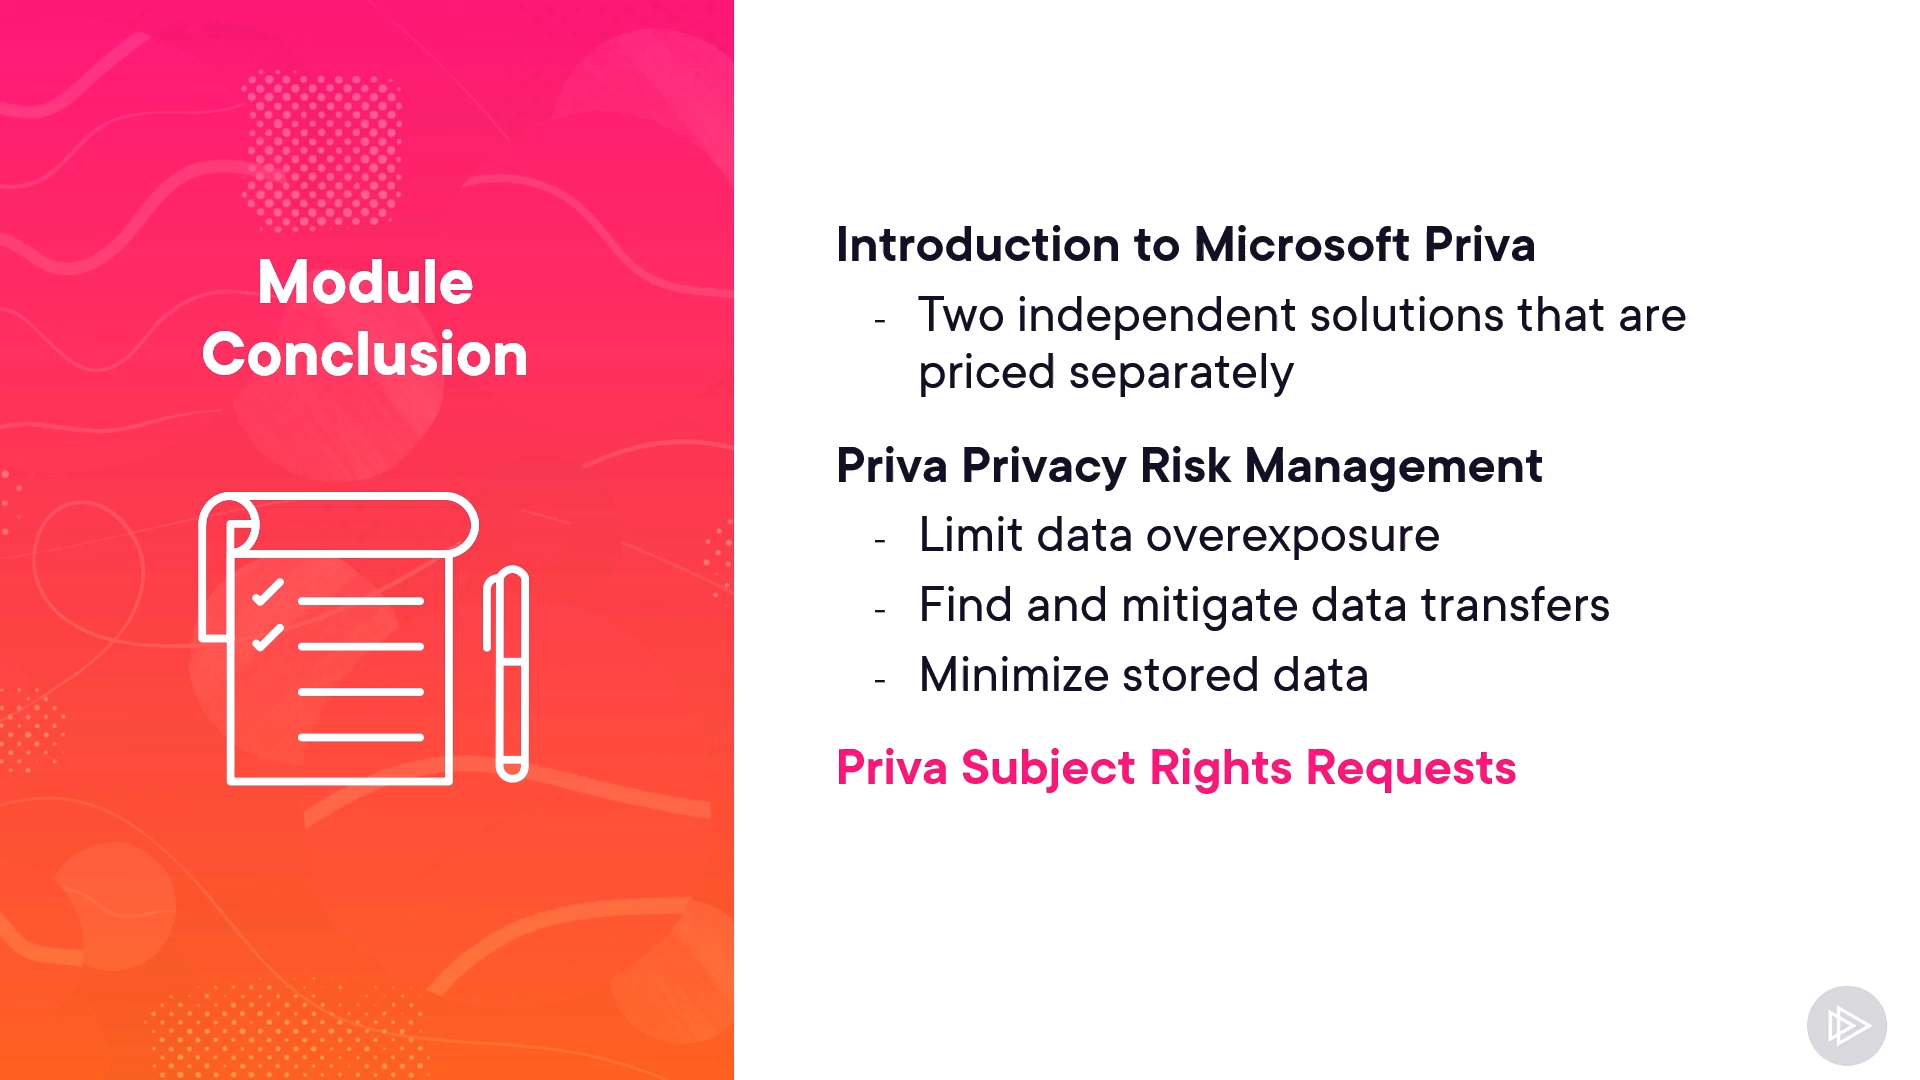 Module
Conclusion
Introduction to Microsoft Priva
- Two independent solutions that are
priced separately
Priva Privacy Risk Management
- Limit data overexposure
- Find and mitigate data transfers
- Minimize stored data
Priva Subject Rights Requests